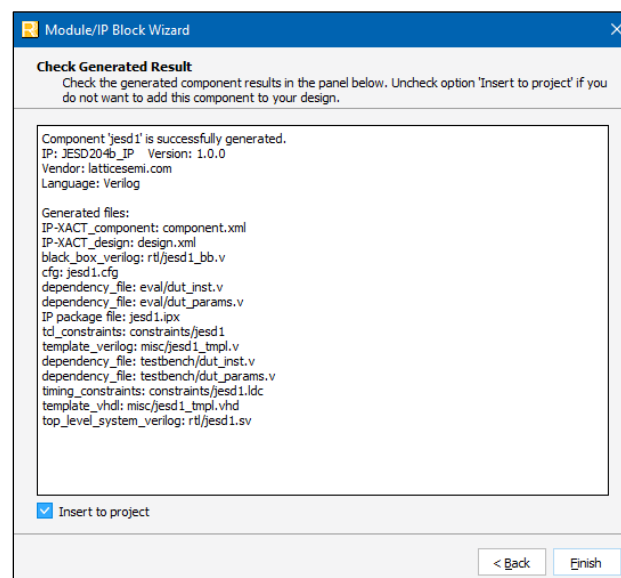 Module/IP Block Wizard
Check Generated Result
Check the generated component results in the panel below. Uncheck option 'Insert to project' if you
do not want to add this component to your design.
Component 'jesd1' is successfully generated.
IP: JESD204b_IP Version: 1.0.0
Vendor: latticesemi.com
Language: Verilog
Generated files:
IP-XACT_component: component.xml
IP-XACT_design: design.xml
black_box_verilog: rtl/jesd1_bb.v
cfg: jesd1.cfg
dependency_file: eval/dut_inst.v
dependency_file: eval/dut_params.v
IP package file: jesd1.ipx
tcl_constraints: constraints/jesd1
template_verilog: misc/jesd1_tmpl.v
dependency_file: testbench/dut_inst.v
dependency_file: testbench/dut_params.v
timing_constraints: constraints/jesd1.ldc
template_vhdl: misc/jesd1_tmpl.vhd
top_level_system_verilog: rtl/jesd1.sv
Insert to project
< Back Finish